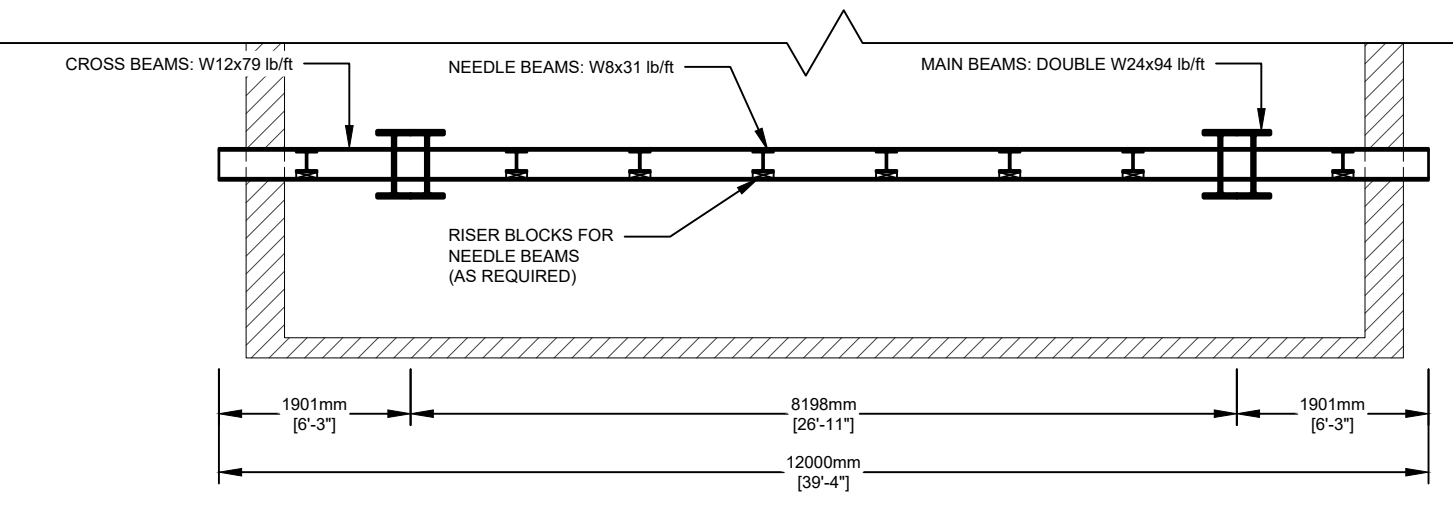 CROSS BEAMS: W12x79 lb/ft
NEEDLE BEAMS: W8x31 lb/ft
MAIN BEAMS: DOUBLE W24x94 lb/ft
RISER BLOCKS FOR
NEEDLE BEAMS
(AS REQUIRED)
1901mm
[6'-3"]
8198mm
[26'-11"]
1901mm
[6'-3"]
12000mm
[39'-4"]